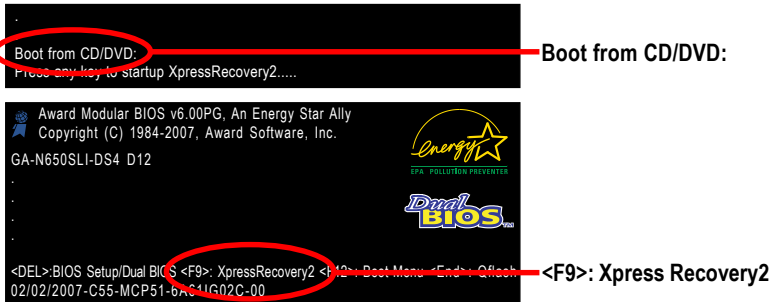 .
Boot from CD/DVD:
Press any key to startup XpressRecovery2.....
Boot from CD/DVD:
Award Modular BIOS v6.00PG, An Energy Star Ally
Copyright (C) 1984-2007, Award Software, Inc.
energy
EPA POLLUTION PREVENTER
GA-N650SLI-DS4 D12
.
.
.
.
Dual
BIOS
TM
<DEL>:BIOS Setup/Dual BIOS <F9>: XpressRecovery2 <F12>: Boot Menu <End>: Qflash
02/02/2007-C55-MCP51-6A61IG02C-00
<F9>: Xpress Recovery2